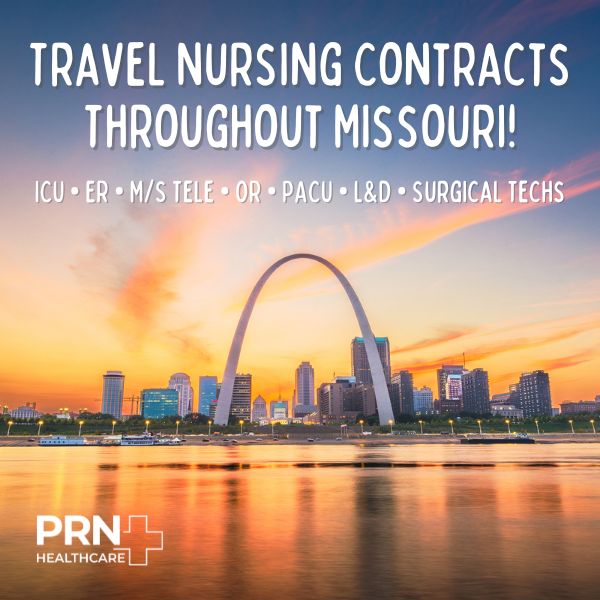 TRAVEL NURSING CONTRACTS
THROUGHOUT MISSOURI!
ICU • ER • M/S TELE • OR • PACU • L&D • SURGICAL TECHS
PRN
HEALTHCARE